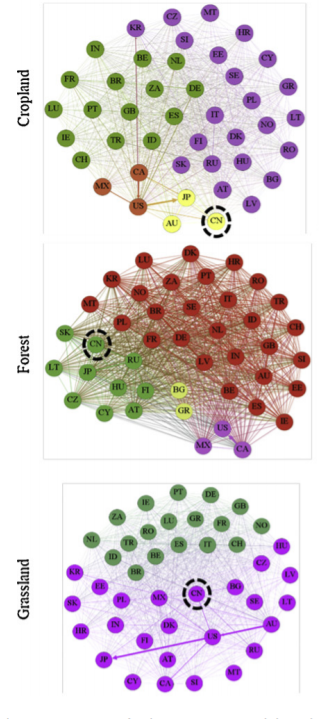 Cropland
MT
CZ
KR
SI
HR
IN
BE
NL
EE
CY
FR
BR
ZA
DE
SE
GR
LU
PT
GB
ES
IT
PL
NO
LT
IE
TR
ID
FI
DK
RO
CH
SK
RU
HU
CA
BG
MX
AT
US
JP
LV
AU
CN
Forest
DK
LU
HR
KR
ZA
PT
RO
NO
IT
MT
BR
SE
TR
PL
ID
SK
NL
CH
CN
FR
DE
GB
RU
LV
IN
SI
LT
JP
AU
HU
FI
BG
BE
EE
CZ
ES
CY
AT
GR
IE
US
MX
CA
Grassland
PT
DE
IE
GB
ZA
LU
GR
FR
NO
RO
NL
TR
ES
IT
CH
HU
ID
BE
CZ
KR
BR
LV
EE
BG
SK
PL
MX
CN
SK
LT
HR
IN
DK
AU
FI
US
JP
AT
RU
MT
CY
CA
SI